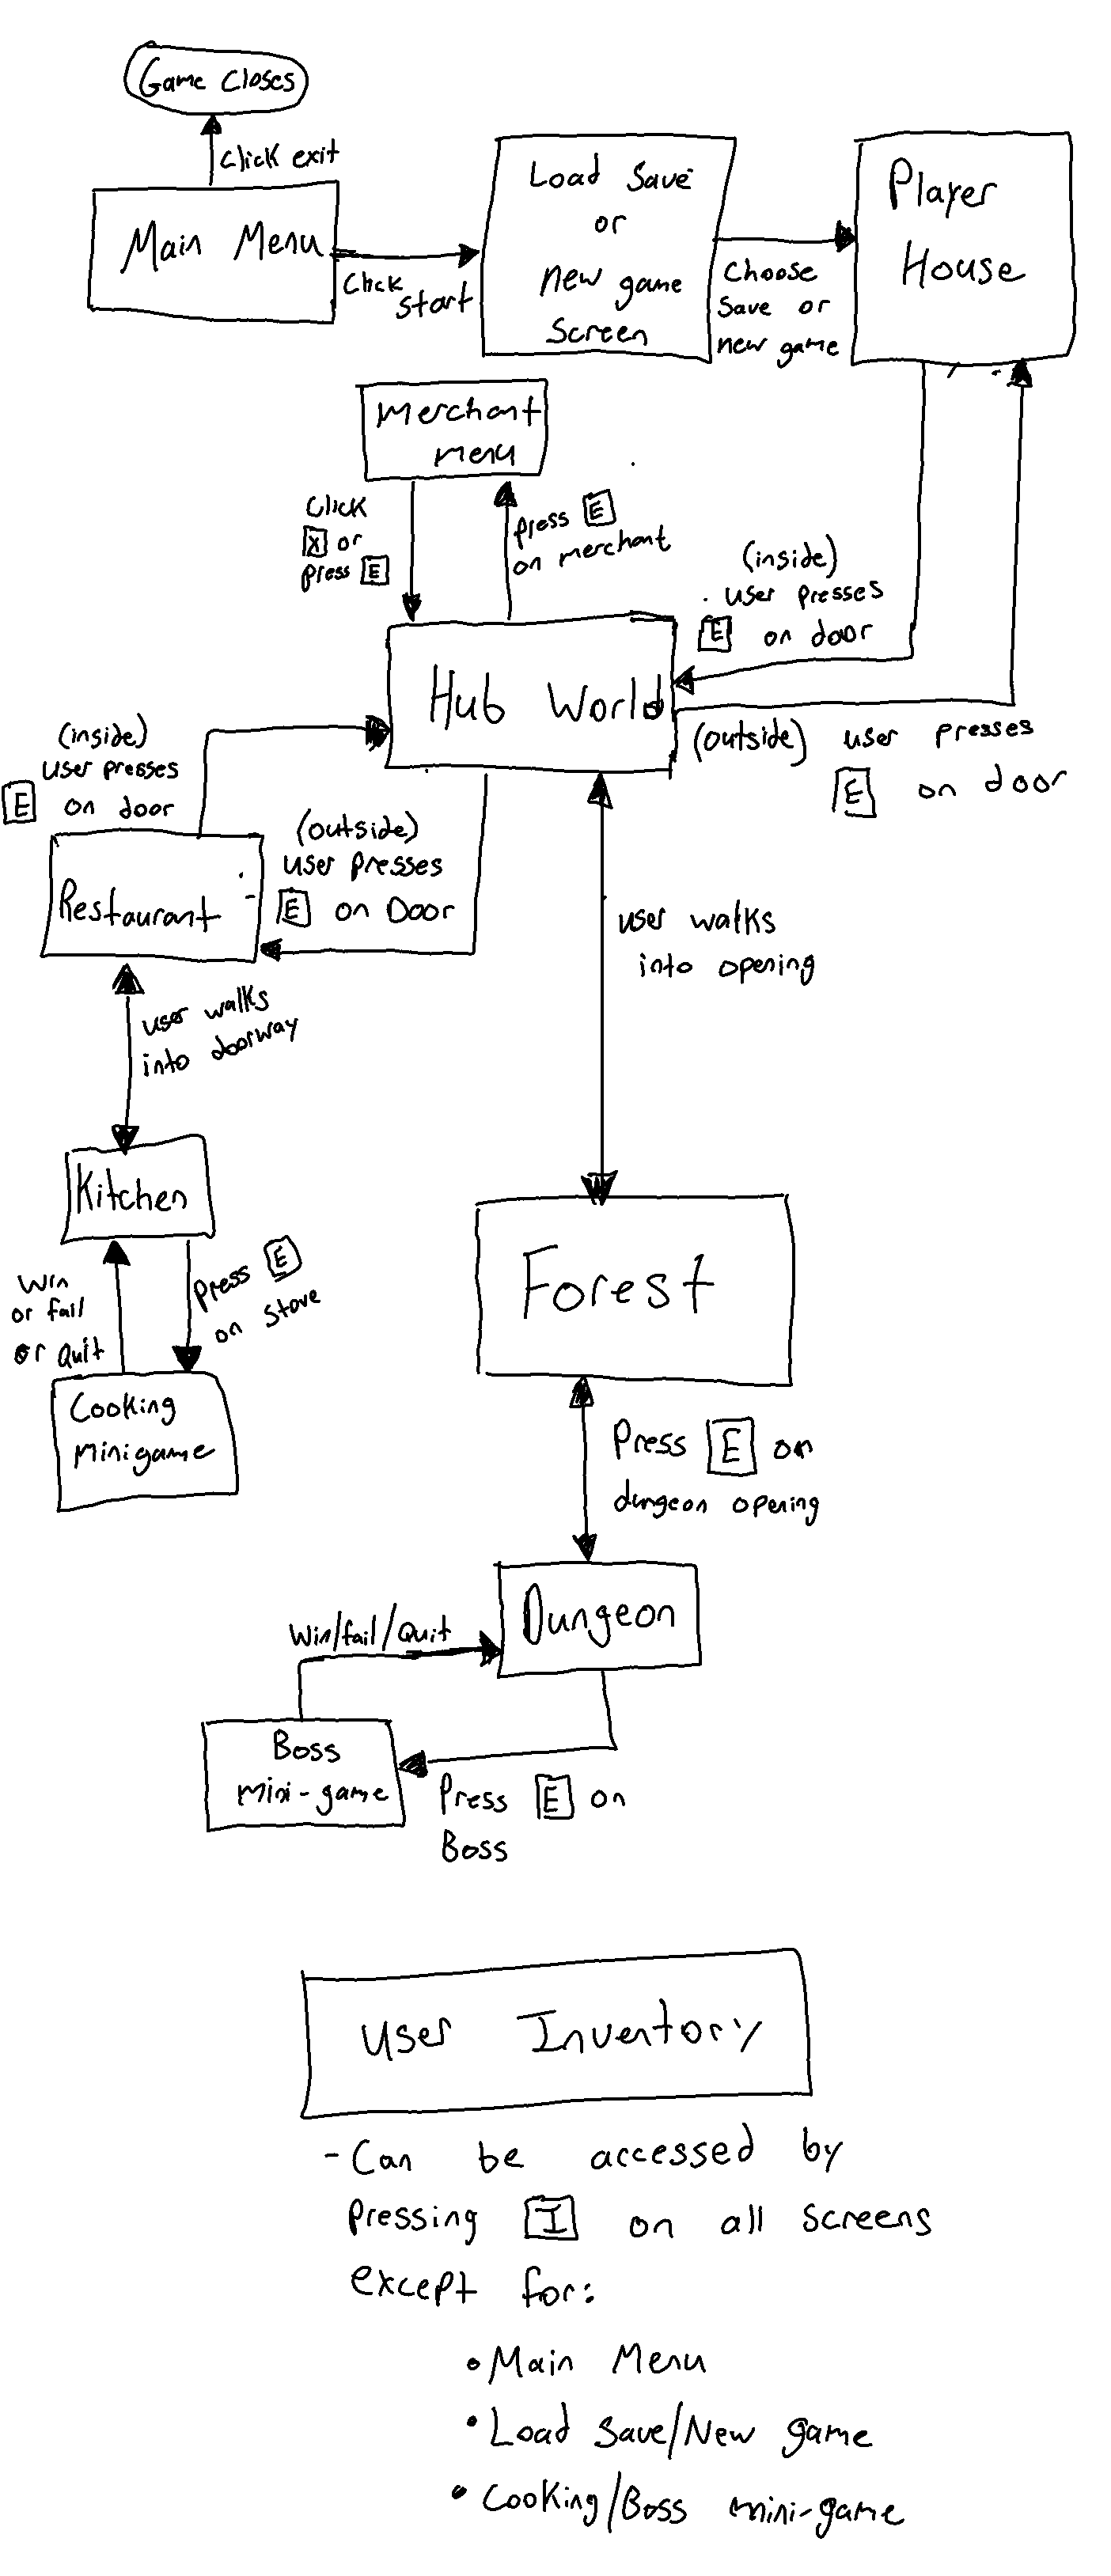 Game Closes
Click exit
Main Menu
Click
start
Load Save
or
new game
Screen
Choose
Save or
new game
Player
House
merchant
menu
Click
X or
press E
press E
on merchant
(inside)
user presses
E on door
Hub World
(outside) user presses
E on door
(inside)
user presses
E on door
(outside)
user presses
E on Door
Restaurant
user walks
into opening
user walks
into doorway
Kitchen
win
or fail
or Quit
press E
on stove
Cooking
minigame
Forest
Press E on
dungeon opening
Dungeon
Win/fail/Quit
Boss
mini-game
Press E on
Boss
User Inventory
- Can be accessed by
pressing I on all screens
except for:
• Main Menu
• Load Save/New game
• Cooking/Boss mini-game